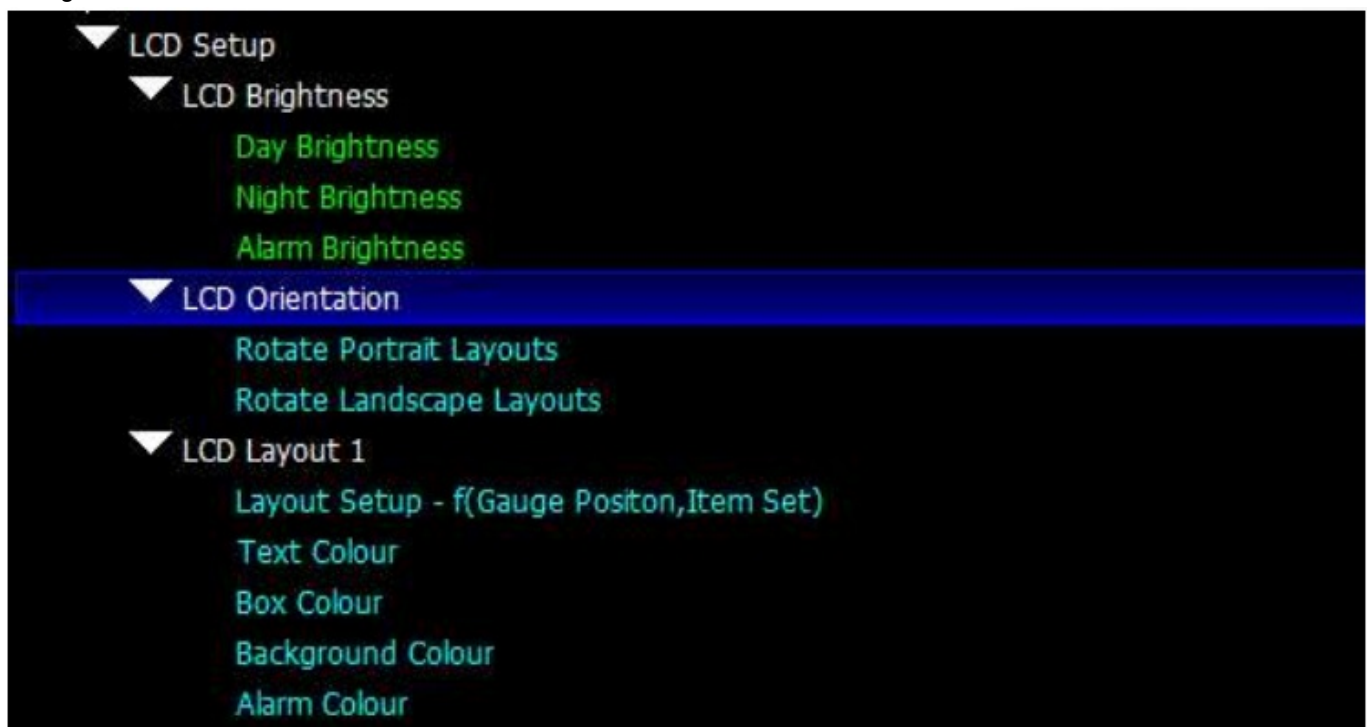 LCD Setup
LCD Brightness
Day Brightness
Night Brightness
Alarm Brightness
LCD Orientation
Rotate Portrait Layouts
Rotate Landscape Layouts
LCD Layout 1
Layout Setup - f(Gauge Positon,Item Set)
Text Colour
Box Colour
Background Colour
Alarm Colour